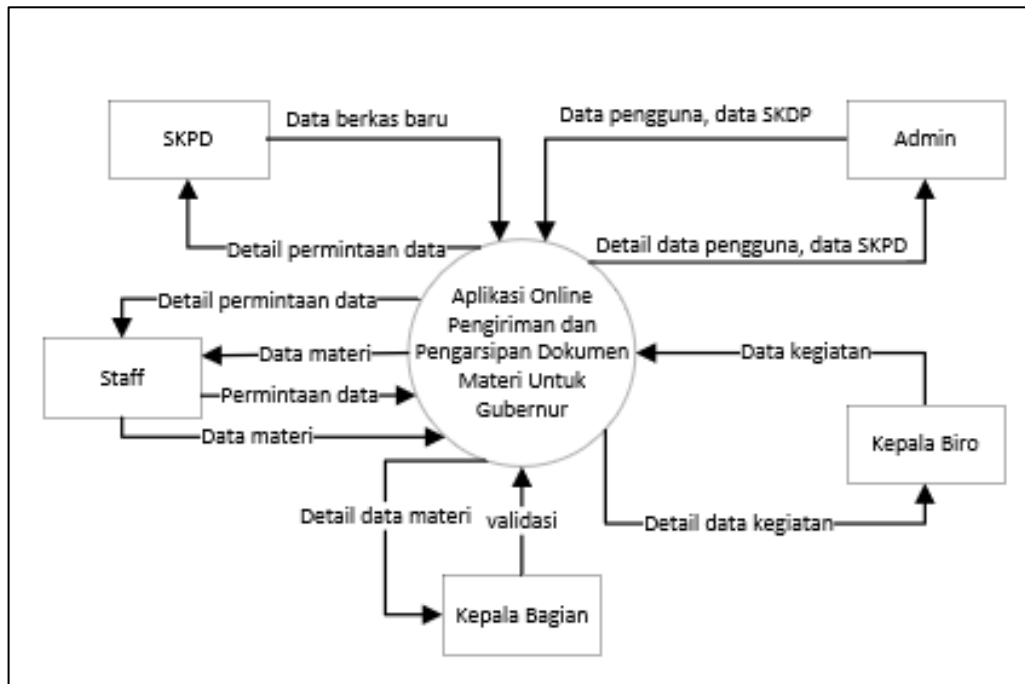 SKPD
Data berkas baru
Data pengguna, data SKDP
Admin
Detail permintaan data
Detail data pengguna, data SKPD
Detail permintaan data
Aplikasi Online
Pengiriman dan
Pengarsipan Dokumen
Materi Untuk
Gubernur
Data materi
Data kegiatan
Staff
Permintaan data
Data materi
Kepala Biro
Detail data materi
validasi
Detail data kegiatan
Kepala Bagian